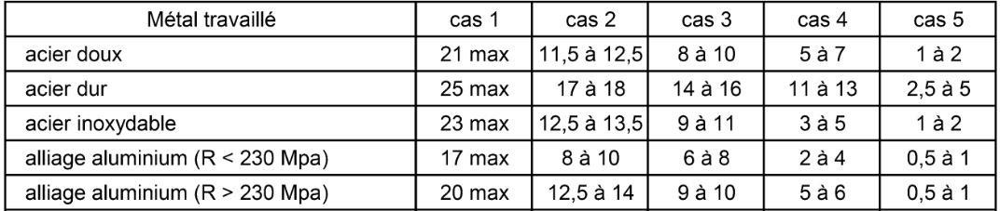 Métal travaillé cas 1 cas 2 cas 3 cas 4 cas 5
acier doux 21 max 11,5 à 12,5 8 à 10 5 à 7 1 à 2
acier dur 25 max 17 à 18 14 à 16 11 à 13 2,5 à 5
acier inoxydable 23 max 12,5 à 13,5 9 à 11 3 à 5 1 à 2
alliage aluminium (R < 230 Mpa) 17 max 8 à 10 6 à 8 2 à 4 0,5 à 1
alliage aluminium (R > 230 Mpa) 20 max 12,5 à 14 9 à 10 5 à 6 0,5 à 1